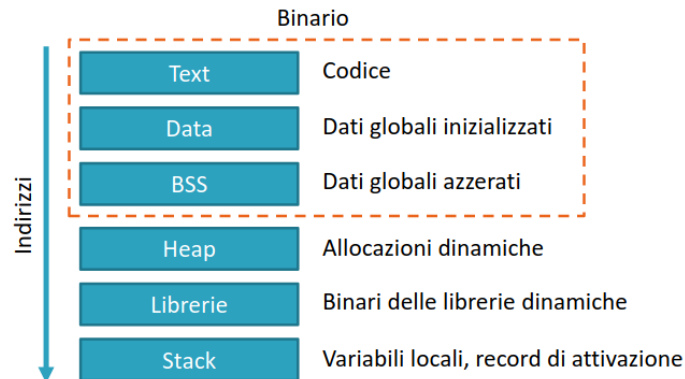 Binario
Text Codice
Data Dati globali inizializzati
BSS Dati globali azzerati
Indirizzi
Heap Allocazioni dinamiche
Librerie Binari delle librerie dinamiche
Stack Variabili locali, record di attivazione